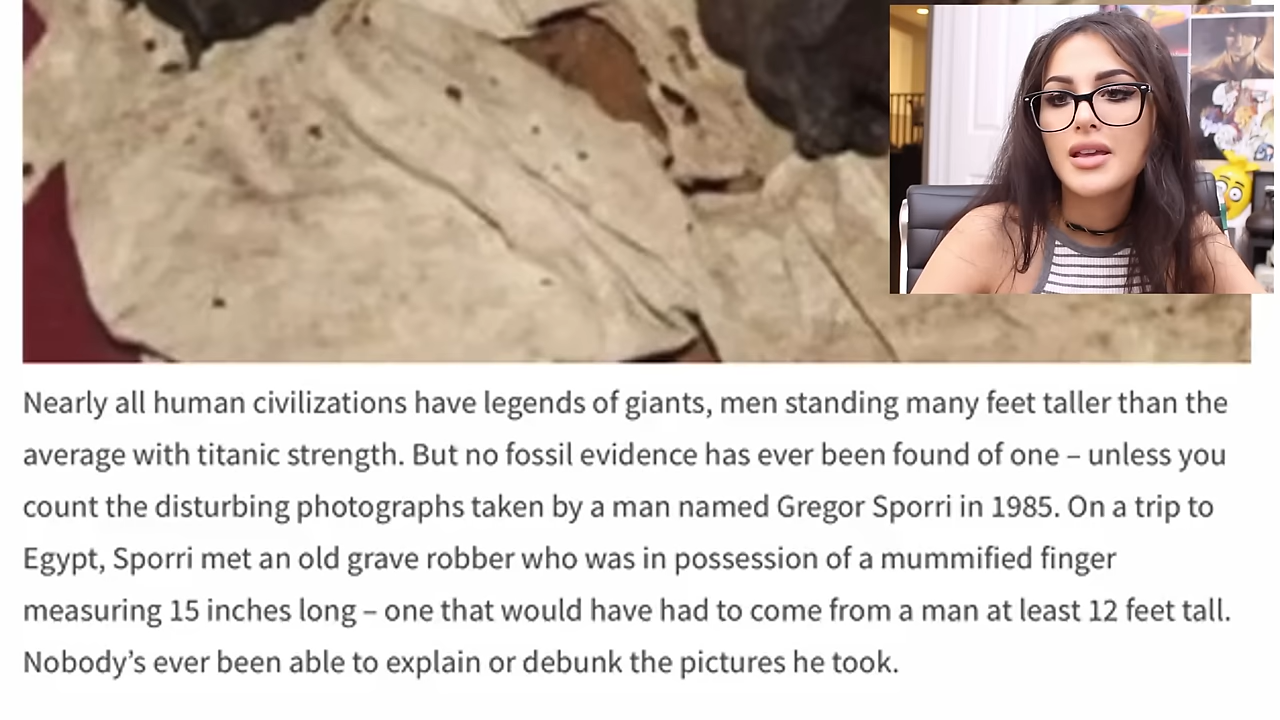 Nearly all human civilizations have legends of giants, men standing many feet taller than the
average with titanic strength. But no fossil evidence has ever been found of one – unless you
count the disturbing photographs taken by a man named Gregor Sporri in 1985. On a trip to
Egypt, Sporri met an old grave robber who was in possession of a mummified finger
measuring 15 inches long – one that would have had to come from a man at least 12 feet tall.
Nobody’s ever been able to explain or debunk the pictures he took.